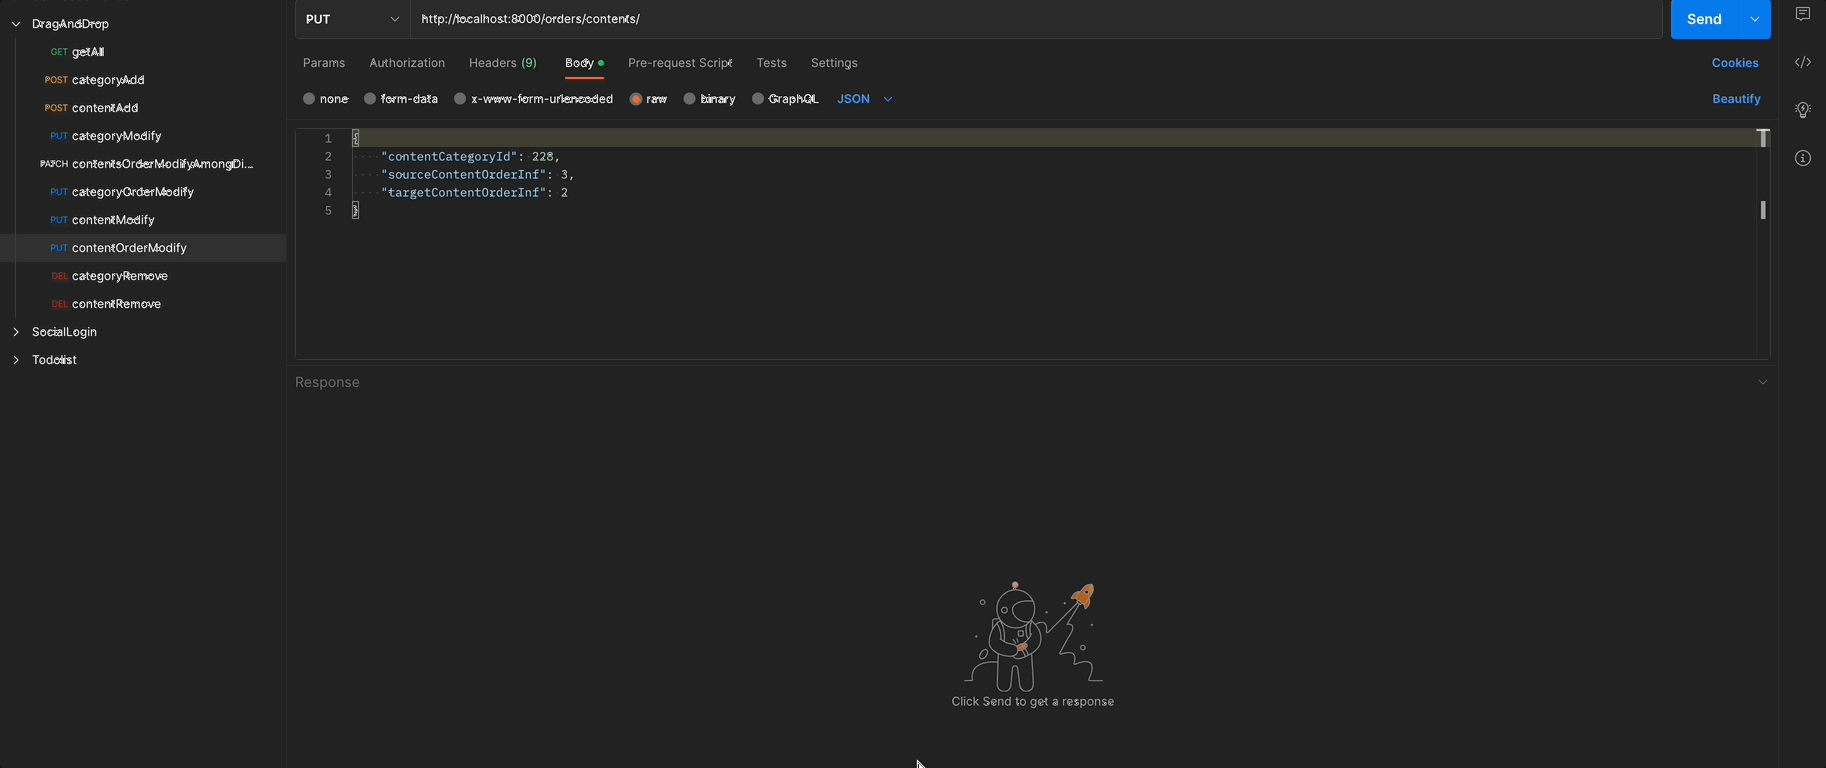 DragAndDrop
GET getAll
POST categoryAdd
POST contentAdd
PUT categoryModify
PATCH contentsOrderModifyAmongDi...
PUT categoryOrderModify
PUT contentModify
PUT contentOrderModify
DEL categoryRemove
DEL contentRemove
SocialLogin
Todolist
PUT http://localhost:8000/orders/contents/ Send
Params Authorization Headers (9) Body Pre-request Script Tests Settings Cookies
none form-data x-www-form-urlencoded raw binary GraphQL JSON Beautify
1 {
2 "contentCategoryId": 228,
3 "sourceContentOrderInf": 3,
4 "targetContentOrderInf": 2
5 }
Response
Click Send to get a response